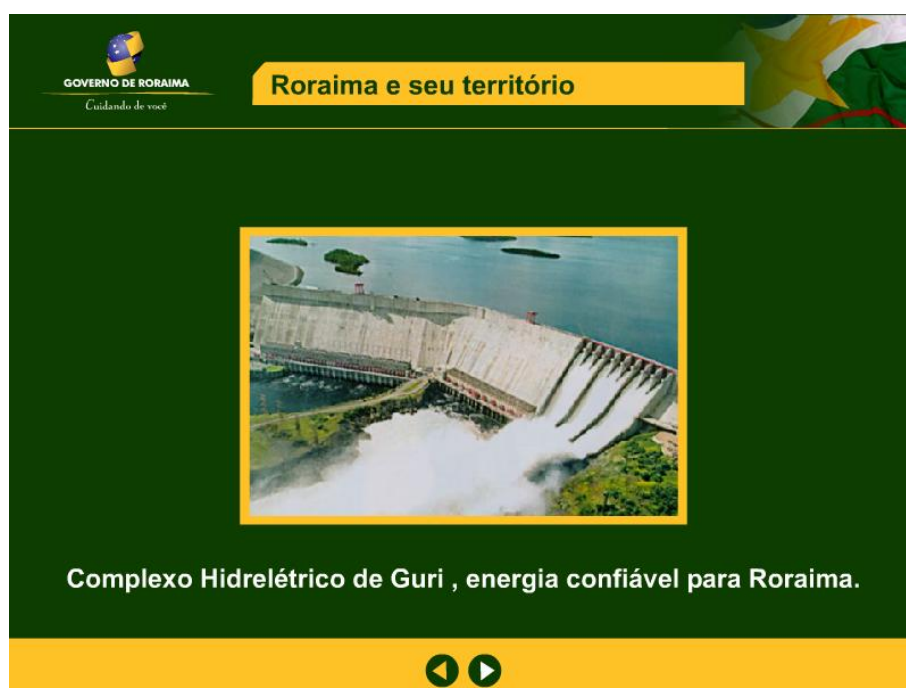 GOVERNO DE RORAIMA
Cuidando de você
Roraima e seu território
Complexo Hidrelétrico de Guri , energia confiável para Roraima.